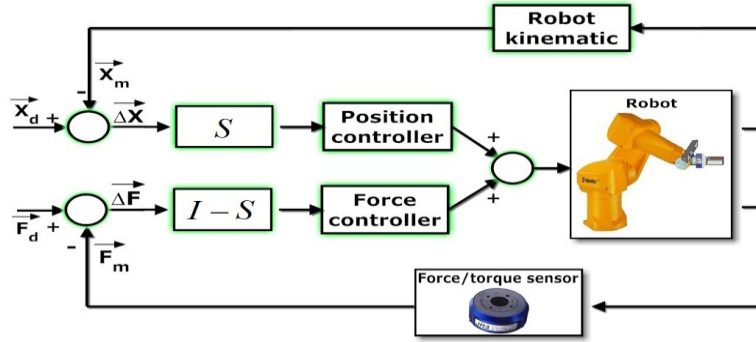 Robot
kinematic
X_m
-
X_d +
ΔX
S
Position
controller
+
Robot
F_d +
ΔF
I – S
Force
controller
+
-
F_m
Force/torque sensor